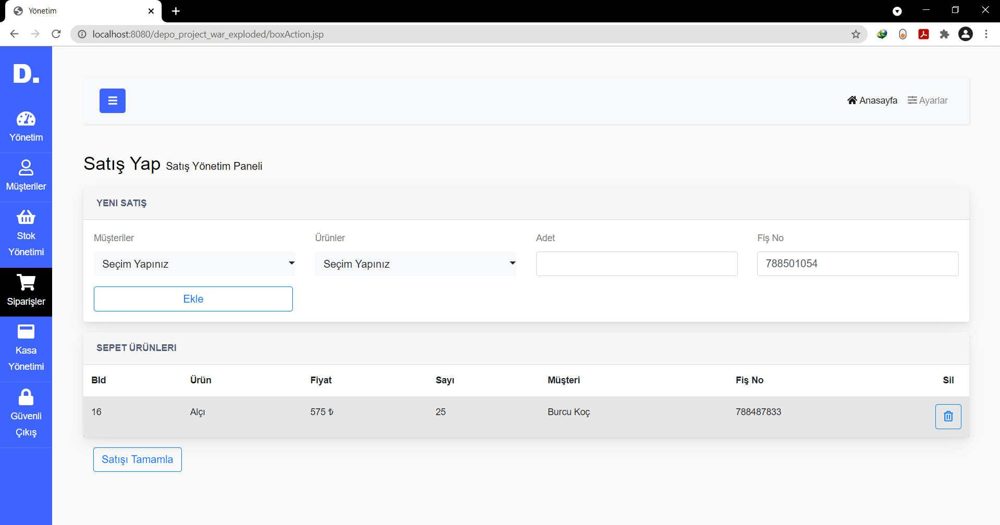 Yönetim
localhost:8080/depo_project_war_exploded/boxAction.jsp
D.
Yönetim
Müşteriler
Stok
Yönetimi
Siparişler
Kasa
Yönetimi
Güvenli
Çıkış
Anasayfa Ayarlar
Satış Yap Satış Yönetim Paneli
YENI SATIŞ
Müşteriler Ürünler Adet Fiş No
Seçim Yapınız Seçim Yapınız 788501054
Ekle
SEPET ÜRÜNLERI
BId Ürün Fiyat Sayı Müşteri Fiş No Sil
16 Alçı 575 ₺ 25 Burcu Koç 788487833
Satışı Tamamla